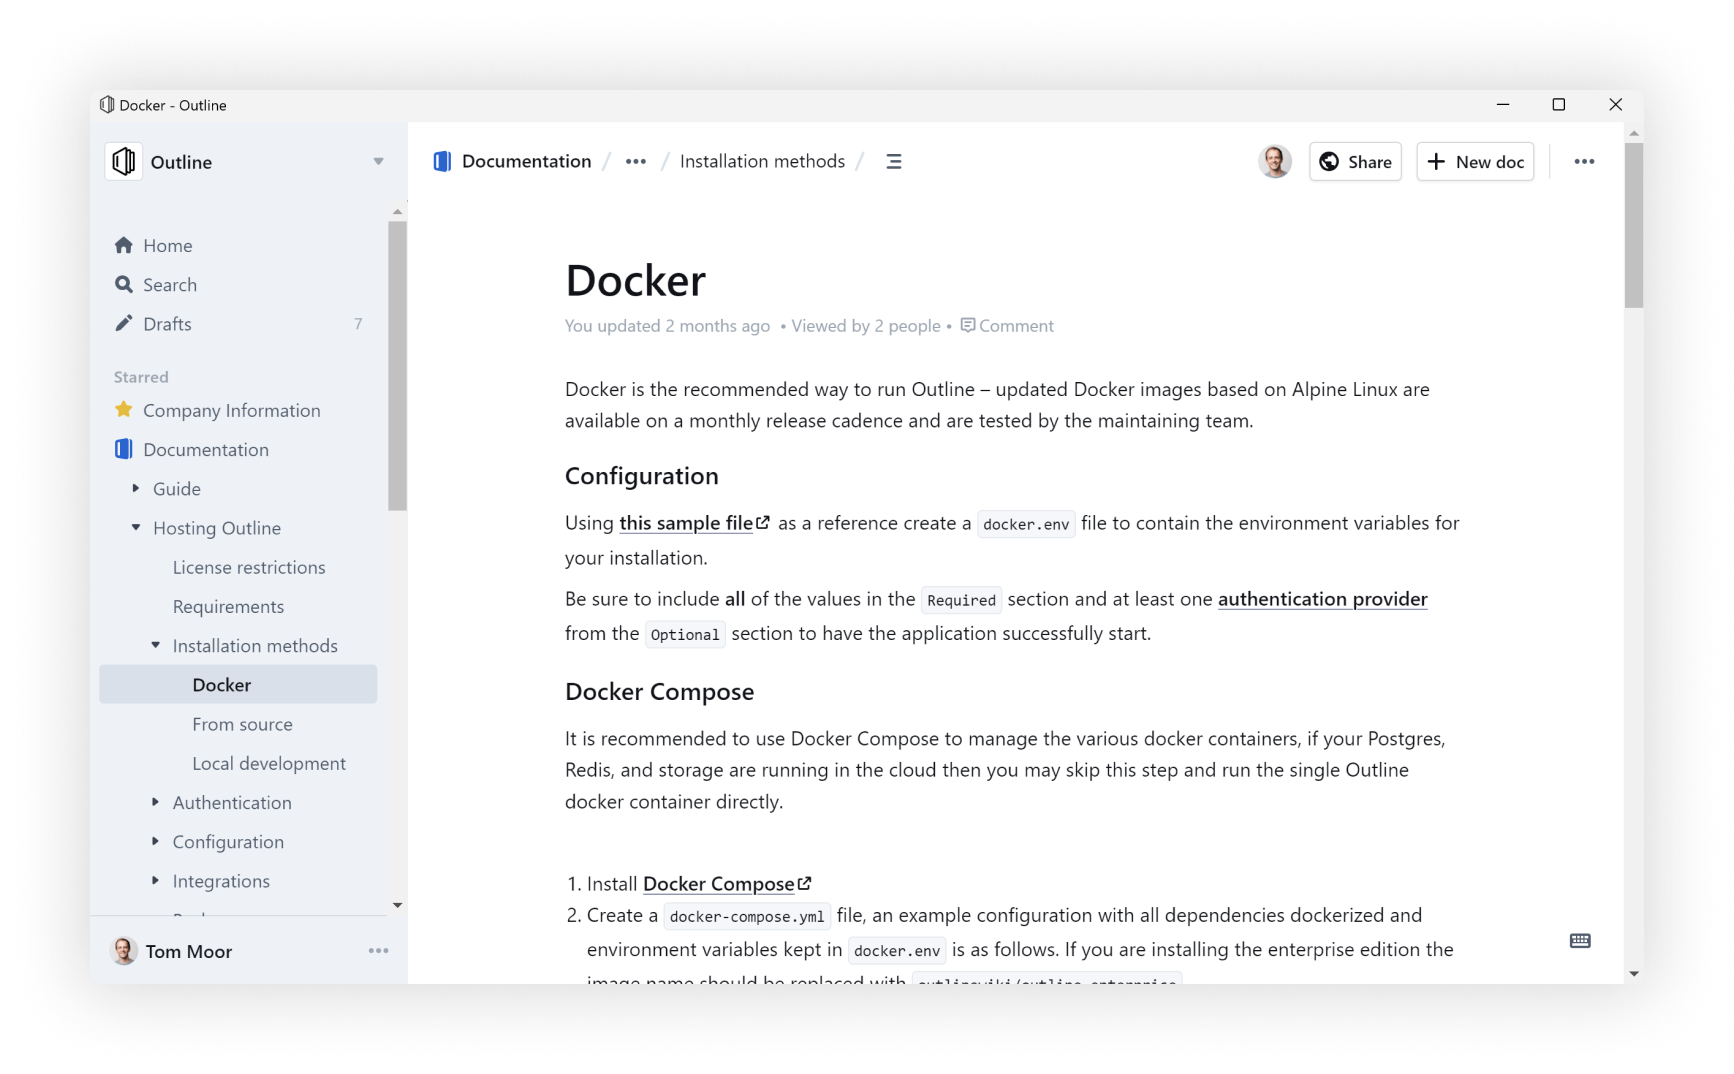 Docker - Outline
Outline
Home
Search
Drafts 7
Starred
Company Information
Documentation
Guide
Hosting Outline
License restrictions
Requirements
Installation methods
Docker
From source
Local development
Authentication
Configuration
Integrations
Tom Moor
Documentation / ••• / Installation methods /
Share
New doc
Docker
You updated 2 months ago • Viewed by 2 people • Comment
Docker is the recommended way to run Outline – updated Docker images based on Alpine Linux are
available on a monthly release cadence and are tested by the maintaining team.
Configuration
Using this sample file as a reference create a docker.env file to contain the environment variables for
your installation.
Be sure to include all of the values in the Required section and at least one authentication provider
from the Optional section to have the application successfully start.
Docker Compose
It is recommended to use Docker Compose to manage the various docker containers, if your Postgres,
Redis, and storage are running in the cloud then you may skip this step and run the single Outline
docker container directly.
1. Install Docker Compose
2. Create a docker-compose.yml file, an example configuration with all dependencies dockerized and
environment variables kept in docker.env is as follows. If you are installing the enterprise edition the
image name should be replaced with outlinewiki/outline-enterprise